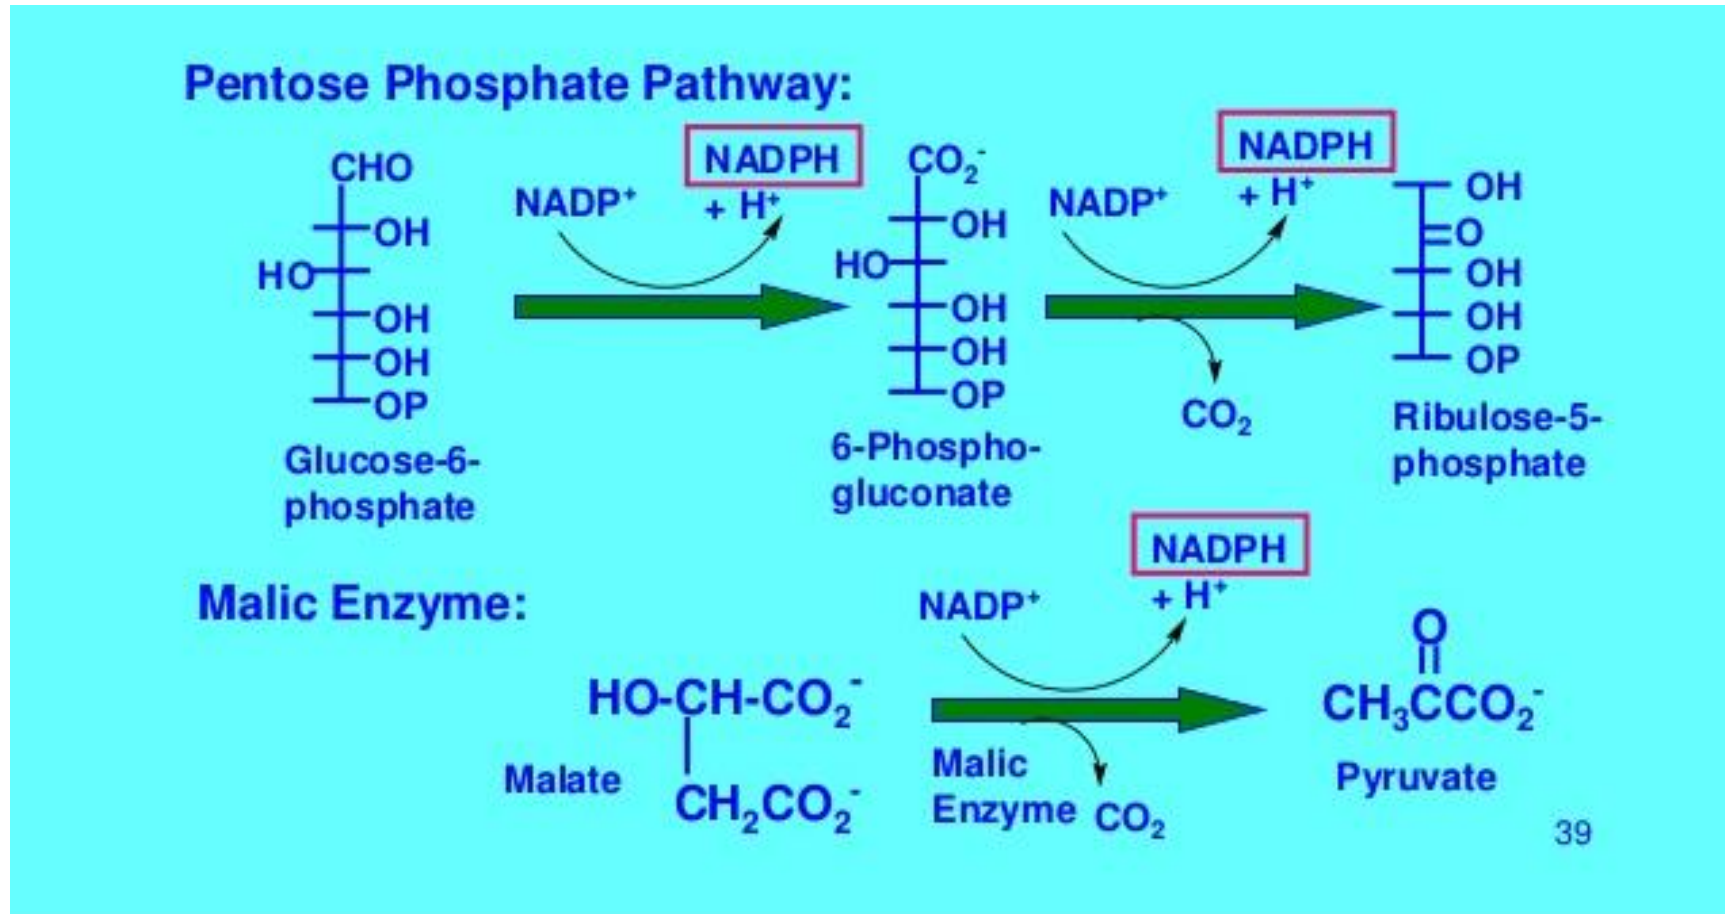 Pentose Phosphate Pathway:
CHO
OH
HO
OH
OH
OP
Glucose-6-
phosphate
NADP⁺
NADPH
+ H⁺
CO₂⁻
OH
HO
OH
OH
OP
6-Phospho-
gluconate
NADP⁺
NADPH
+ H⁺
CO₂
OH
O
OH
OH
OP
Ribulose-5-
phosphate
Malic Enzyme:
HO-CH-CO₂⁻
CH₂CO₂⁻
Malate
NADP⁺
NADPH
+ H⁺
Malic
Enzyme
CO₂
O
CH₃CCO₂⁻
Pyruvate
39